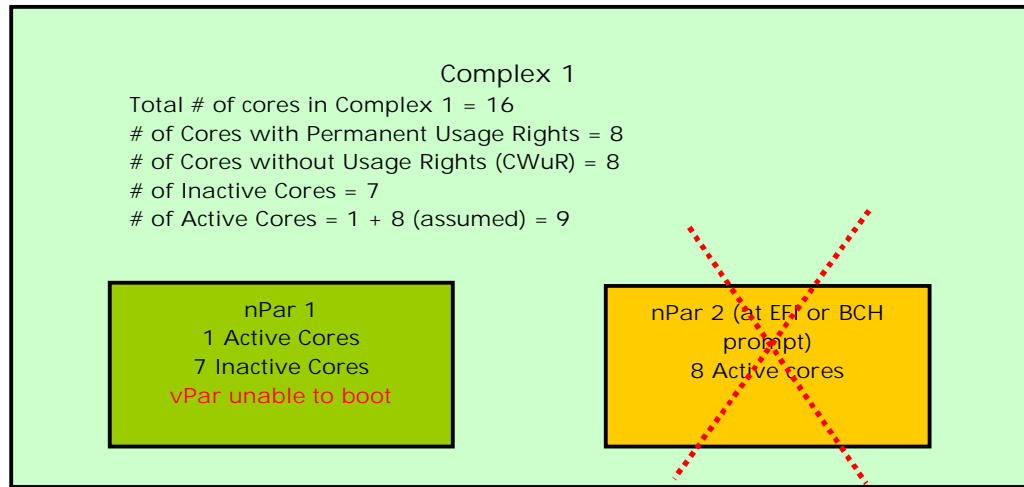 Complex 1
Total # of cores in Complex 1 = 16
# of Cores with Permanent Usage Rights = 8
# of Cores without Usage Rights (CWuR) = 8
# of Inactive Cores = 7
# of Active Cores = 1 + 8 (assumed) = 9
nPar 1
1 Active Cores
7 Inactive Cores
vPar unable to boot
nPar 2 (at EFI or BCH
prompt)
8 Active cores